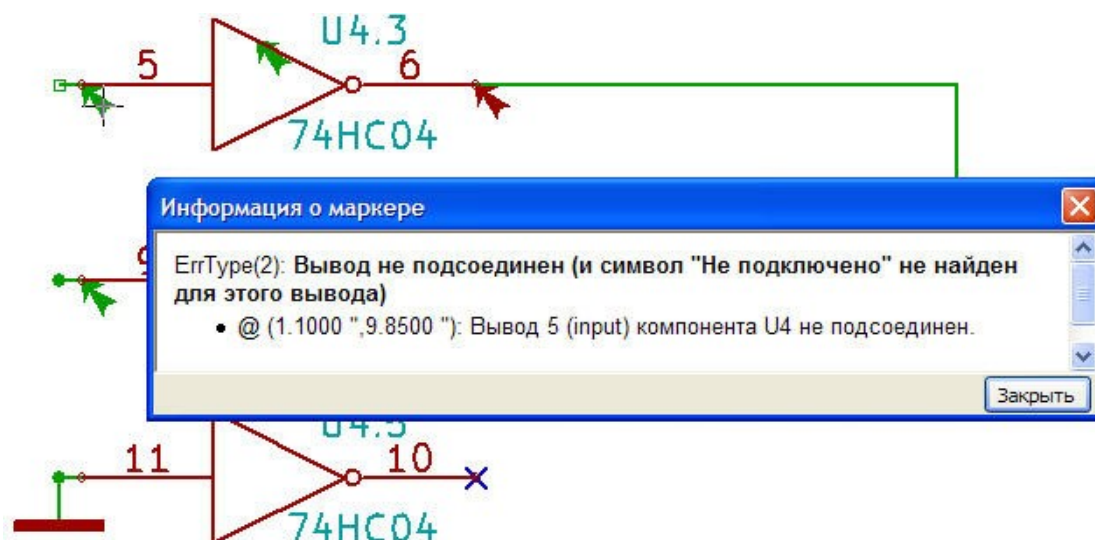 U4.3
5
6
74HC04
Информация о маркере
ErrType(2): Вывод не подсоединен (и символ "Не подключено" не найден
для этого вывода)
• @ (1.1000 ",9.8500 "): Вывод 5 (input) компонента U4 не подсоединен.
Закрыть
U4.5
11
10
74HC04